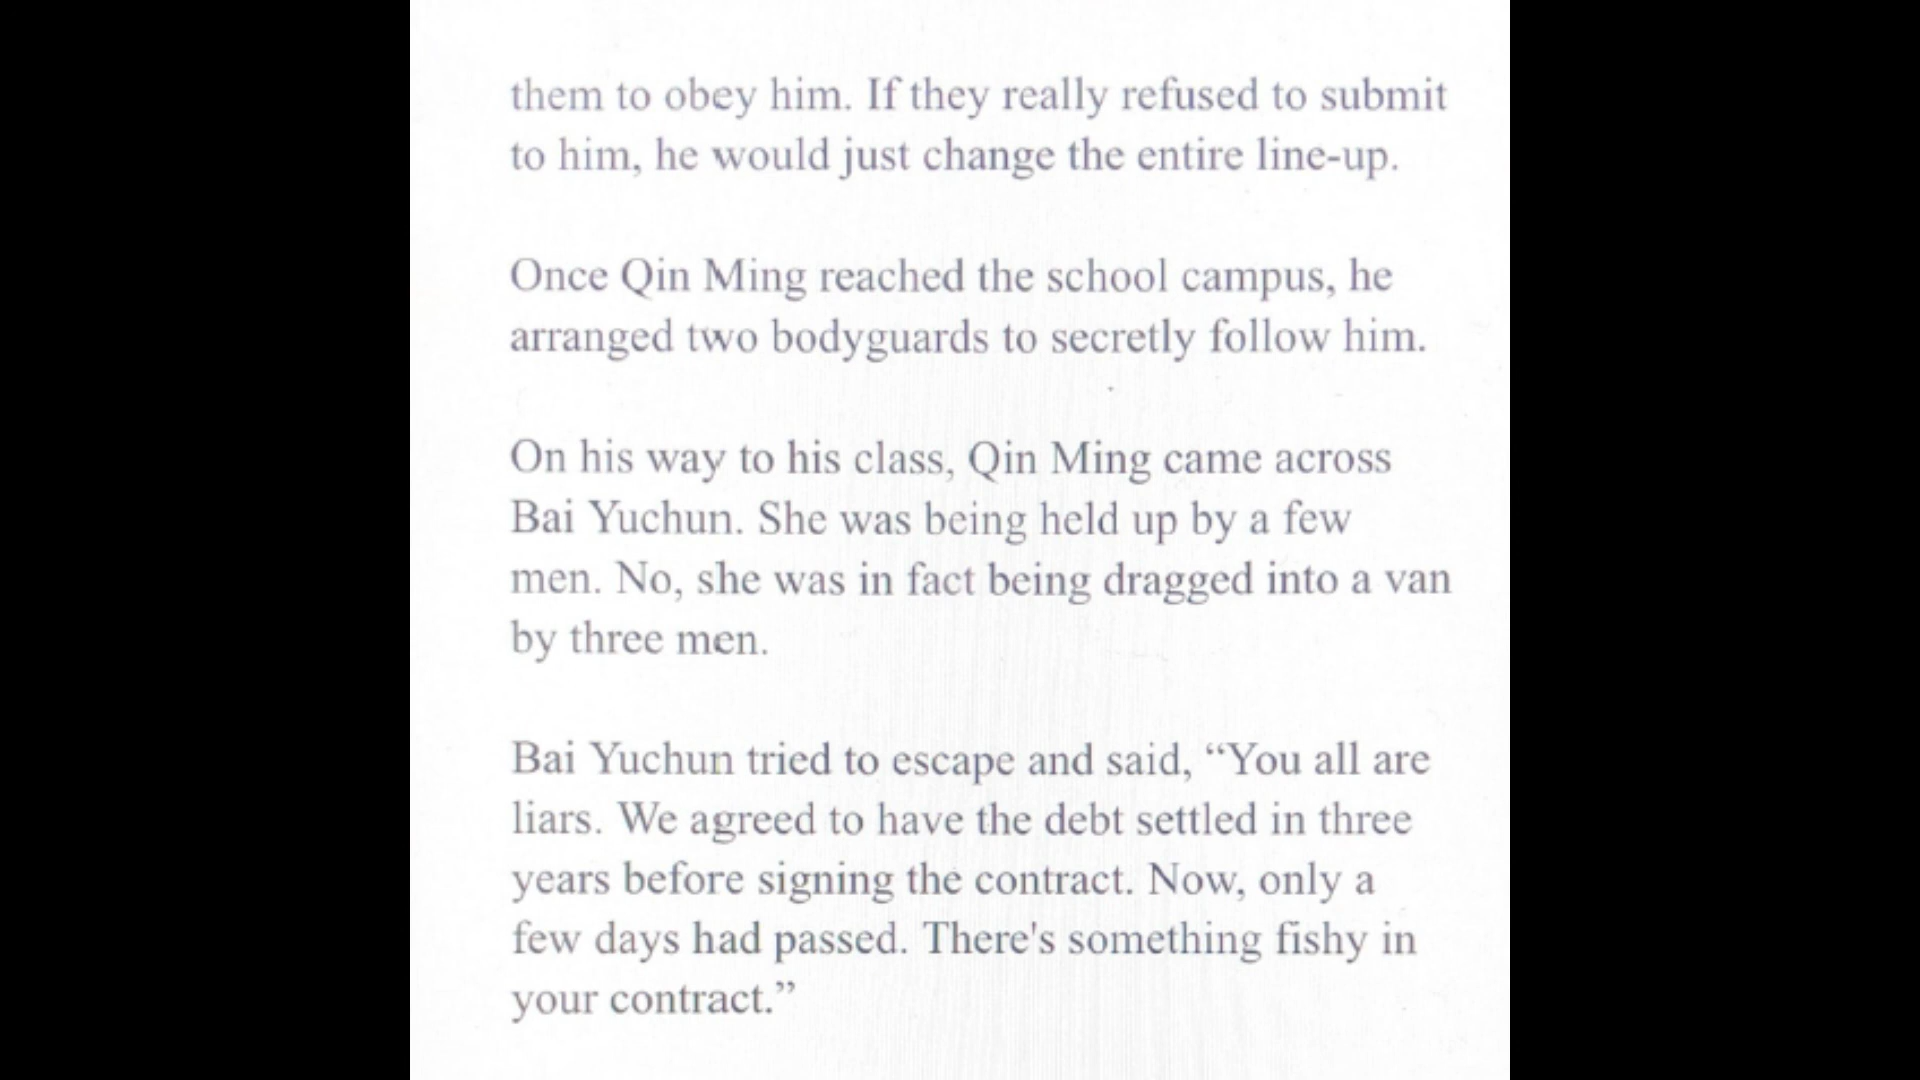 them to obey him. If they really refused to submit
to him, he would just change the entire line-up.
Once Qin Ming reached the school campus, he
arranged two bodyguards to secretly follow him.
On his way to his class, Qin Ming came across
Bai Yuchun. She was being held up by a few
men. No, she was in fact being dragged into a van
by three men.
Bai Yuchun tried to escape and said, “You all are
liars. We agreed to have the debt settled in three
years before signing the contract. Now, only a
few days had passed. There's something fishy in
your contract.”